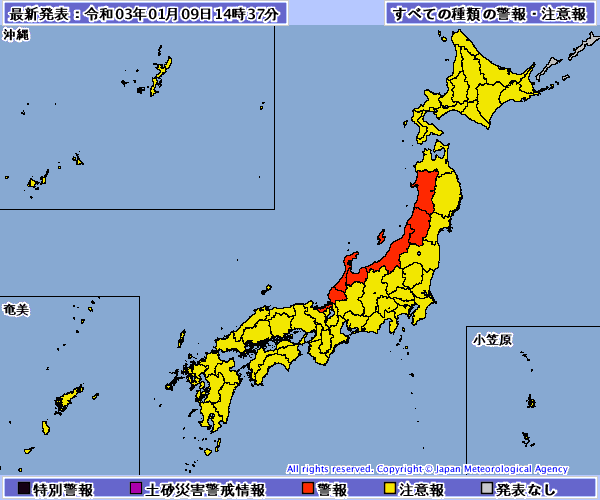 最新発表：令和03年01月09日14時37分
すべての種類の警報・注意報
沖縄
奄美
小笠原
All rights reserved. Copyright © Japan Meteorological Agency
特別警報
土砂災害警戒情報
警報
注意報
発表なし